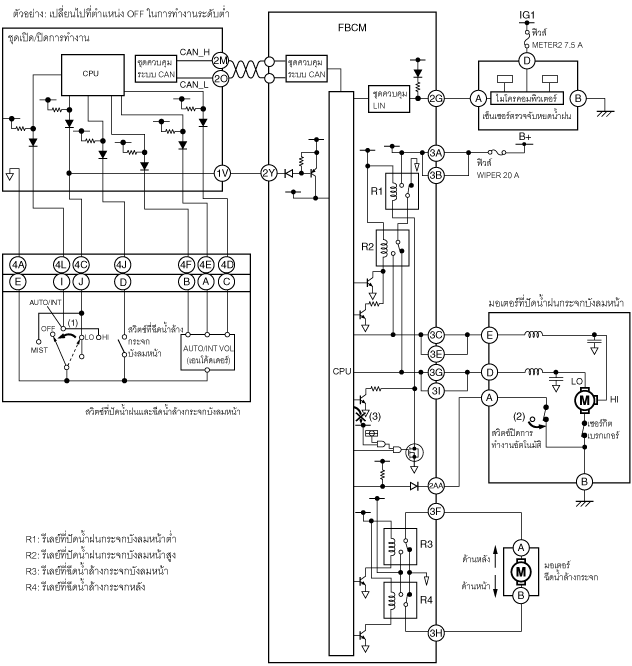 ตัวอย่าง: เปลี่ยนไปที่ตำแหน่ง OFF ในการทำงานระดับต่ำ
ชุดเปิด/ปิดการทำงาน
CPU
ชุดควบคุม
ระบบ CAN
CAN_H
CAN_L
2M
2O
1V
FBCM
ชุดควบคุม
ระบบ CAN
ชุดควบคุม
LIN
2G
2Y
IG1
ฟิวส์
METER2 7.5 A
D
A
B
ไมโครคอมพิวเตอร์
เซ็นเซอร์ตรวจจับหยดน้ำฝน
B+
3A
3B
ฟิวส์
WIPER 20 A
R1
R2
4A
4L
4C
4J
4F
4E
4D
E
I
J
D
B
A
C
AUTO/INT
(1)
OFF
LO
HI
MIST
สวิตช์ที่ฉีดน้ำล้าง
กระจก
บังลมหน้า
AUTO/INT VOL
(เอนโค้ดเดอร์)
สวิตช์ที่ปัดน้ำฝนและฉีดน้ำล้างกระจกบังลมหน้า
CPU
3C
3E
3G
3I
(3)
2AA
3F
R3
R4
3H
มอเตอร์ที่ปัดน้ำฝนกระจกบังลมหน้า
E
D
A
LO
M
HI
(2)
สวิตช์ปิดการ
ทำงานอัตโนมัติ
เซอร์กิต
เบรกเกอร์
B
ด้านหลัง
ด้านหน้า
A
M
B
มอเตอร์
ฉีดน้ำล้างกระจก
R1: รีเลย์ที่ปัดน้ำฝนกระจกบังลมหน้าต่ำ
R2: รีเลย์ที่ปัดน้ำฝนกระจกบังลมหน้าสูง
R3: รีเลย์ที่ฉีดน้ำล้างกระจกบังลมหน้า
R4: รีเลย์ที่ฉีดน้ำล้างกระจกหลัง